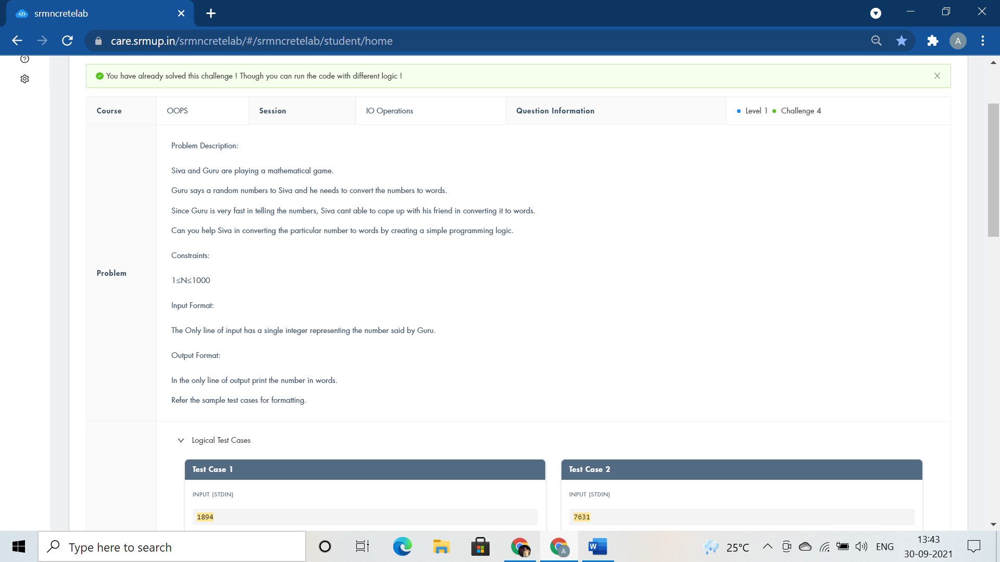 srmncretelab
care.srmup.in/srmncretelab/#/srmncretelab/student/home
A
You have already solved this challenge ! Though you can run the code with different logic !
X
Course
OOPS
Session
IO Operations
Question Information
Level 1
Challenge 4
Problem
Problem Description:
Siva and Guru are playing a mathematical game.
Guru says a random numbers to Siva and he needs to convert the numbers to words.
Since Guru is very fast in telling the numbers, Siva cant able to cope up with his friend in converting it to words.
Can you help Siva in converting the particular number to words by creating a simple programming logic.
Constraints:
1≤N≤1000
Input Format:
The Only line of input has a single integer representing the number said by Guru.
Output Format:
In the only line of output print the number in words.
Refer the sample test cases for formatting.
Logical Test Cases
Test Case 1
INPUT (STDIN)
1894
Test Case 2
INPUT (STDIN)
7631
Type here to search
A
W
25°C
ENG
13:43
30-09-2021